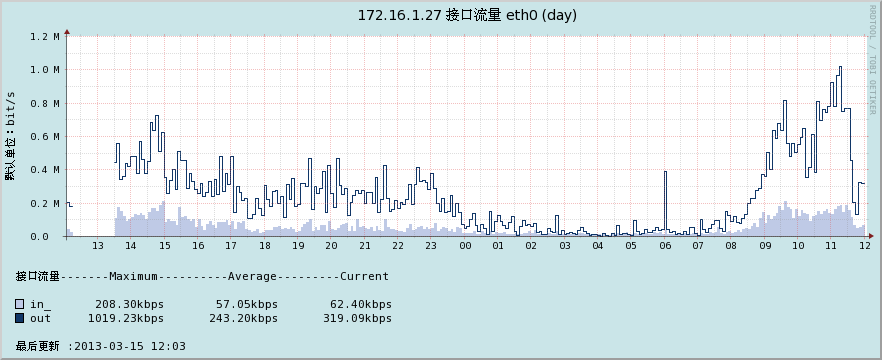 172.16.1.27 接口流量 eth0 (day)
RRDTOOL / TOBI OETIKER
默认单位：bit/s
1.2 M
1.0 M
0.8 M
0.6 M
0.4 M
0.2 M
0.0
13 14 15 16 17 18 19 20 21 22 23 00 01 02 03 04 05 06 07 08 09 10 11 12
接口流量-------Maximum----------Average---------Current
in_ 208.30kbps 57.05kbps 62.40kbps
out 1019.23kbps 243.20kbps 319.09kbps
最后更新 :2013-03-15 12:03